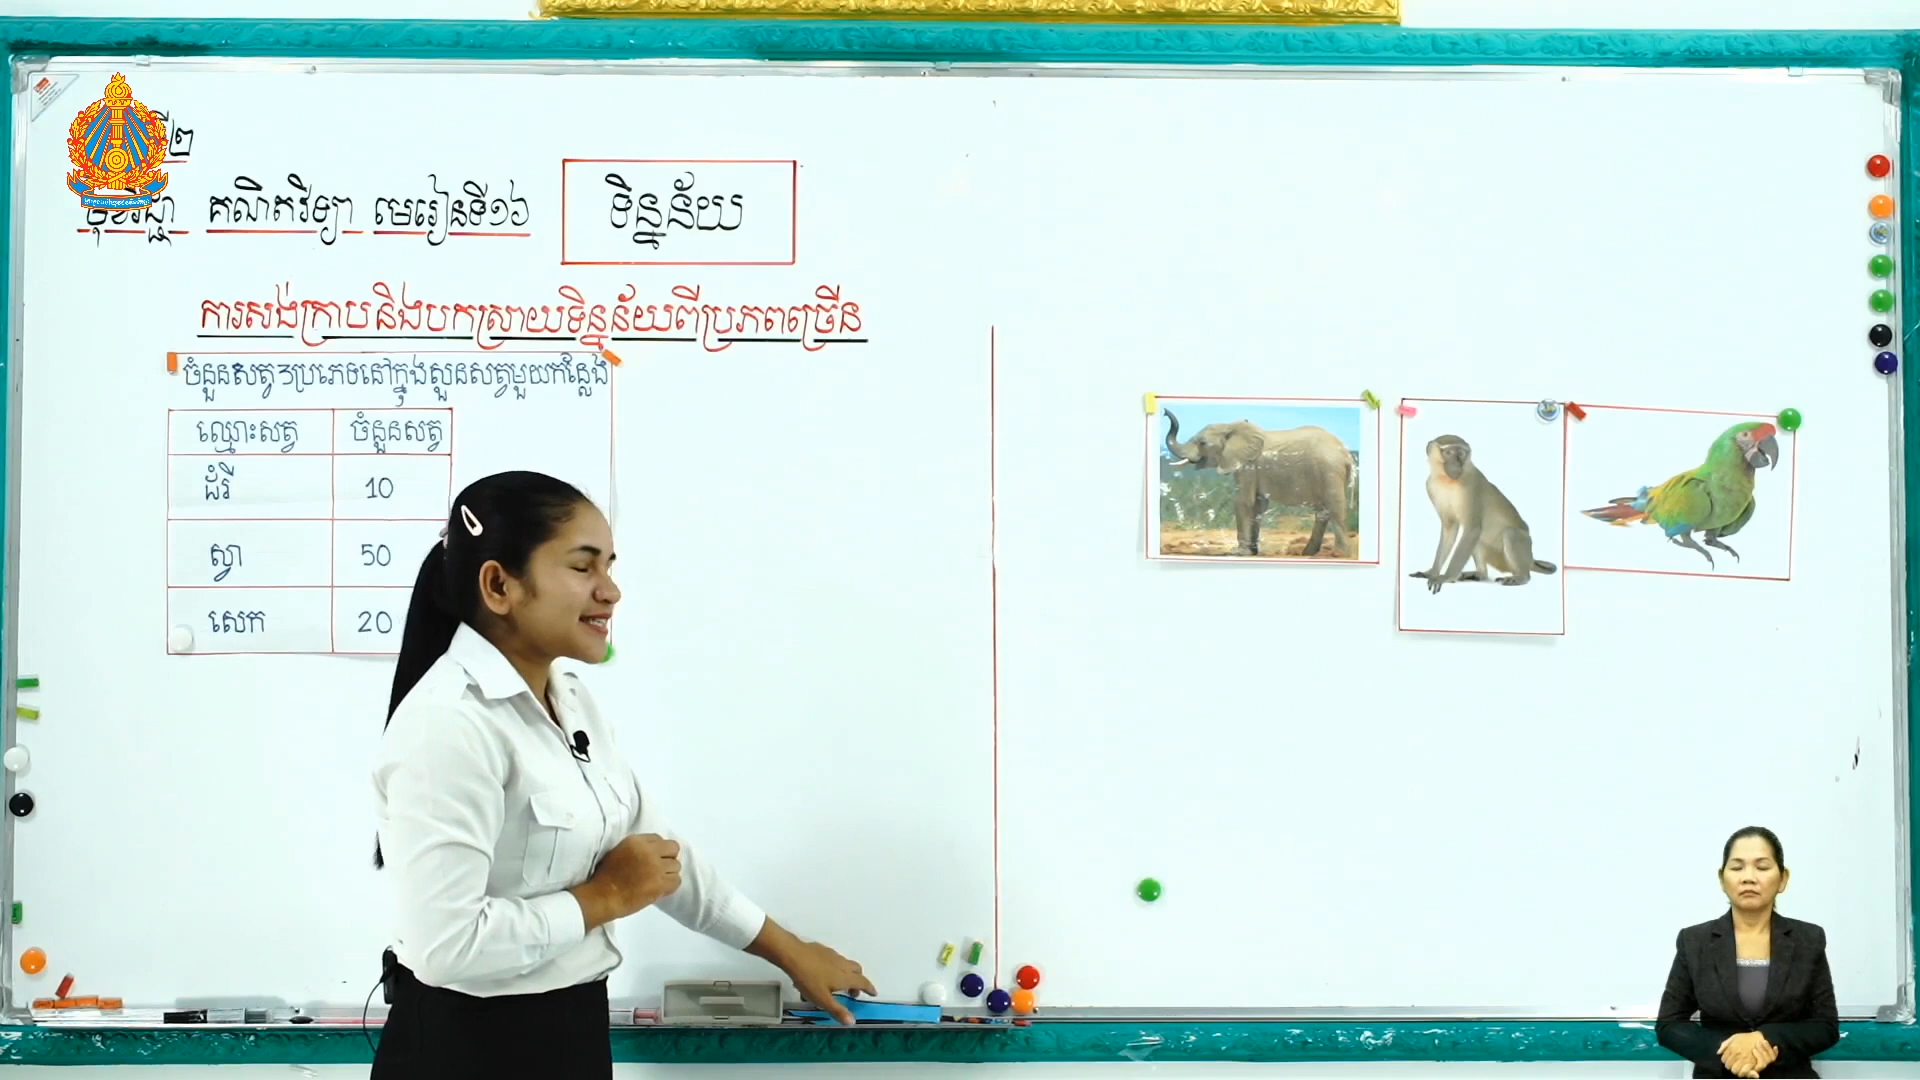 ទី២
មុខវិជ្ជា គណិតវិទ្យា មេរៀនទី១៦ ទិន្នន័យ
ការសង់ក្រាបនិងបកស្រាយទិន្នន័យពីប្រភពច្រើន
ចំនួនសត្វ3ប្រភេទនៅក្នុងសួនសត្វមួយកន្លែង
ឈ្មោះសត្វ ចំនួនសត្វ
ដំរី 10
ស្វា 50
សេក 20